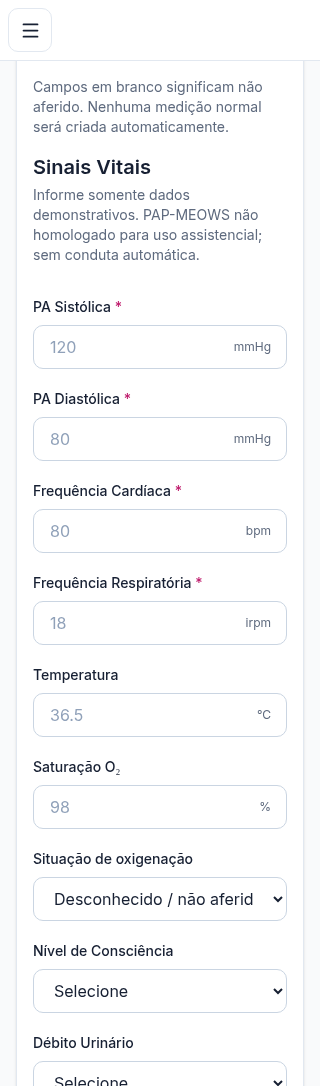 Campos em branco significam não
aferido. Nenhuma medição normal
será criada automaticamente.
Sinais Vitais
Informe somente dados
demonstrativos. PAP-MEOWS não
homologado para uso assistencial;
sem conduta automática.
PA Sistólica *
120 mmHg
PA Diastólica *
80 mmHg
Frequência Cardíaca *
80 bpm
Frequência Respiratória *
18 irpm
Temperatura
36.5 °C
Saturação O₂
98 %
Situação de oxigenação
Desconhecido / não aferid
Nível de Consciência
Selecione
Débito Urinário
Selecione